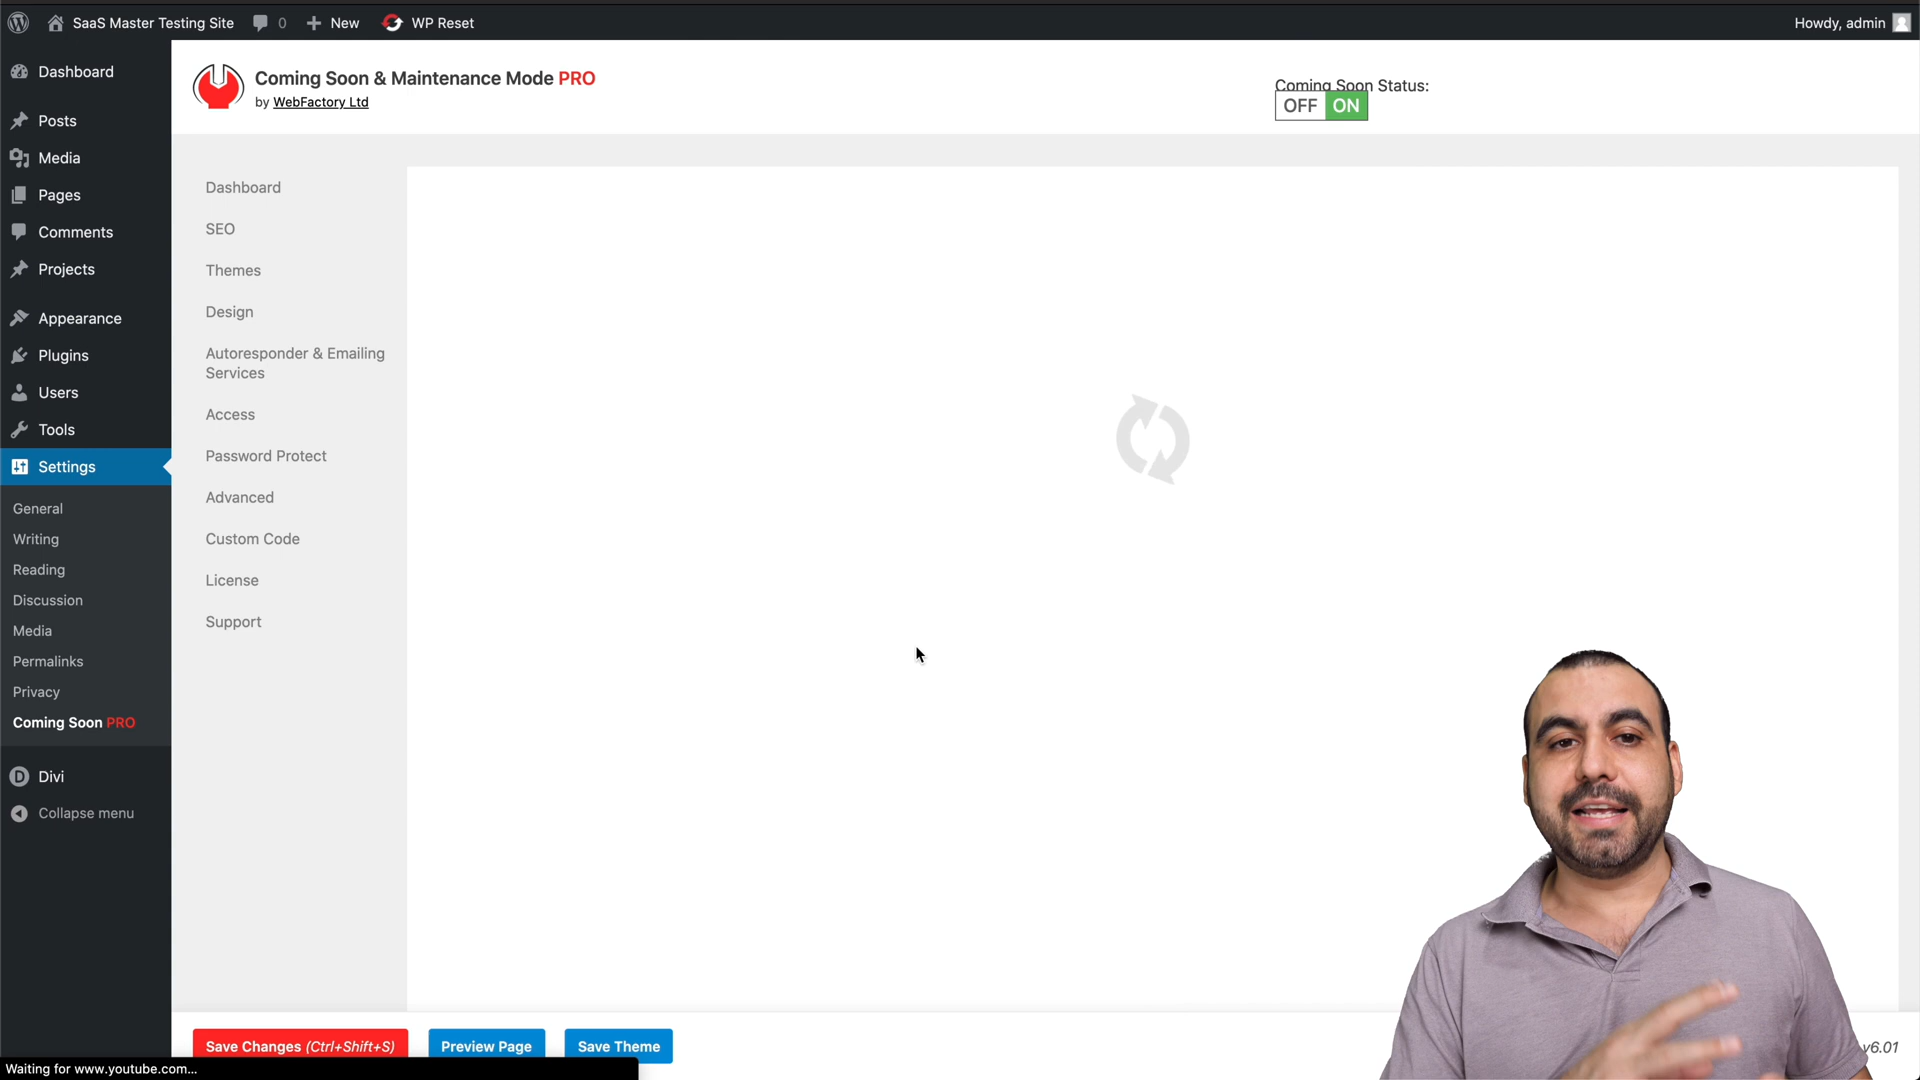 SaaS Master Testing Site
0
New
WP Reset
Howdy, admin
Dashboard
Posts
Media
Pages
Comments
Projects
Appearance
Plugins
Users
Tools
Settings
General
Writing
Reading
Discussion
Media
Permalinks
Privacy
Coming Soon PRO
Divi
Collapse menu
Coming Soon & Maintenance Mode PRO
by WebFactory Ltd
Coming Soon Status:
OFF ON
Dashboard
SEO
Themes
Design
Autoresponder & Emailing
Services
Access
Password Protect
Advanced
Custom Code
License
Support
Save Changes (Ctrl+Shift+S)
Preview Page
Save Theme
v6.01
Waiting for www.youtube.com...